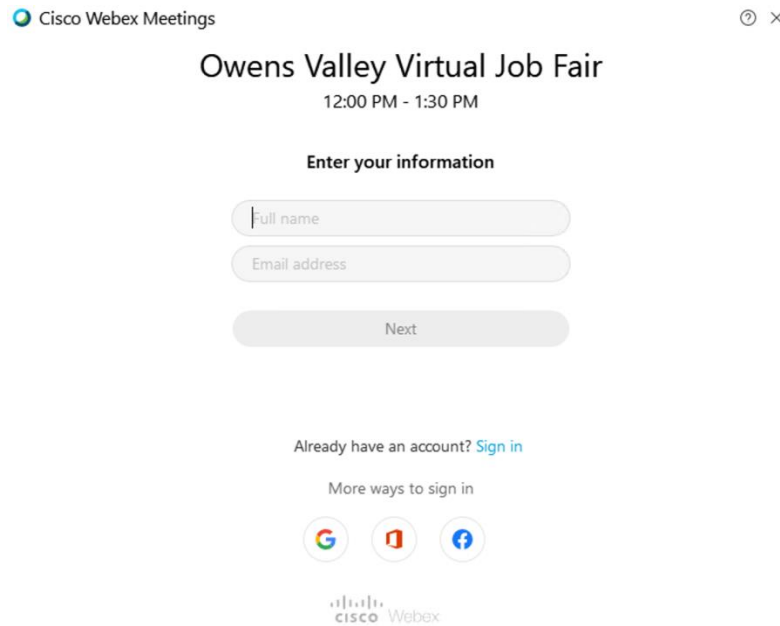 Cisco Webex Meetings
Owens Valley Virtual Job Fair
12:00 PM - 1:30 PM
Enter your information
Full name
Email address
Next
Already have an account? Sign in
More ways to sign in
CISCO Webex